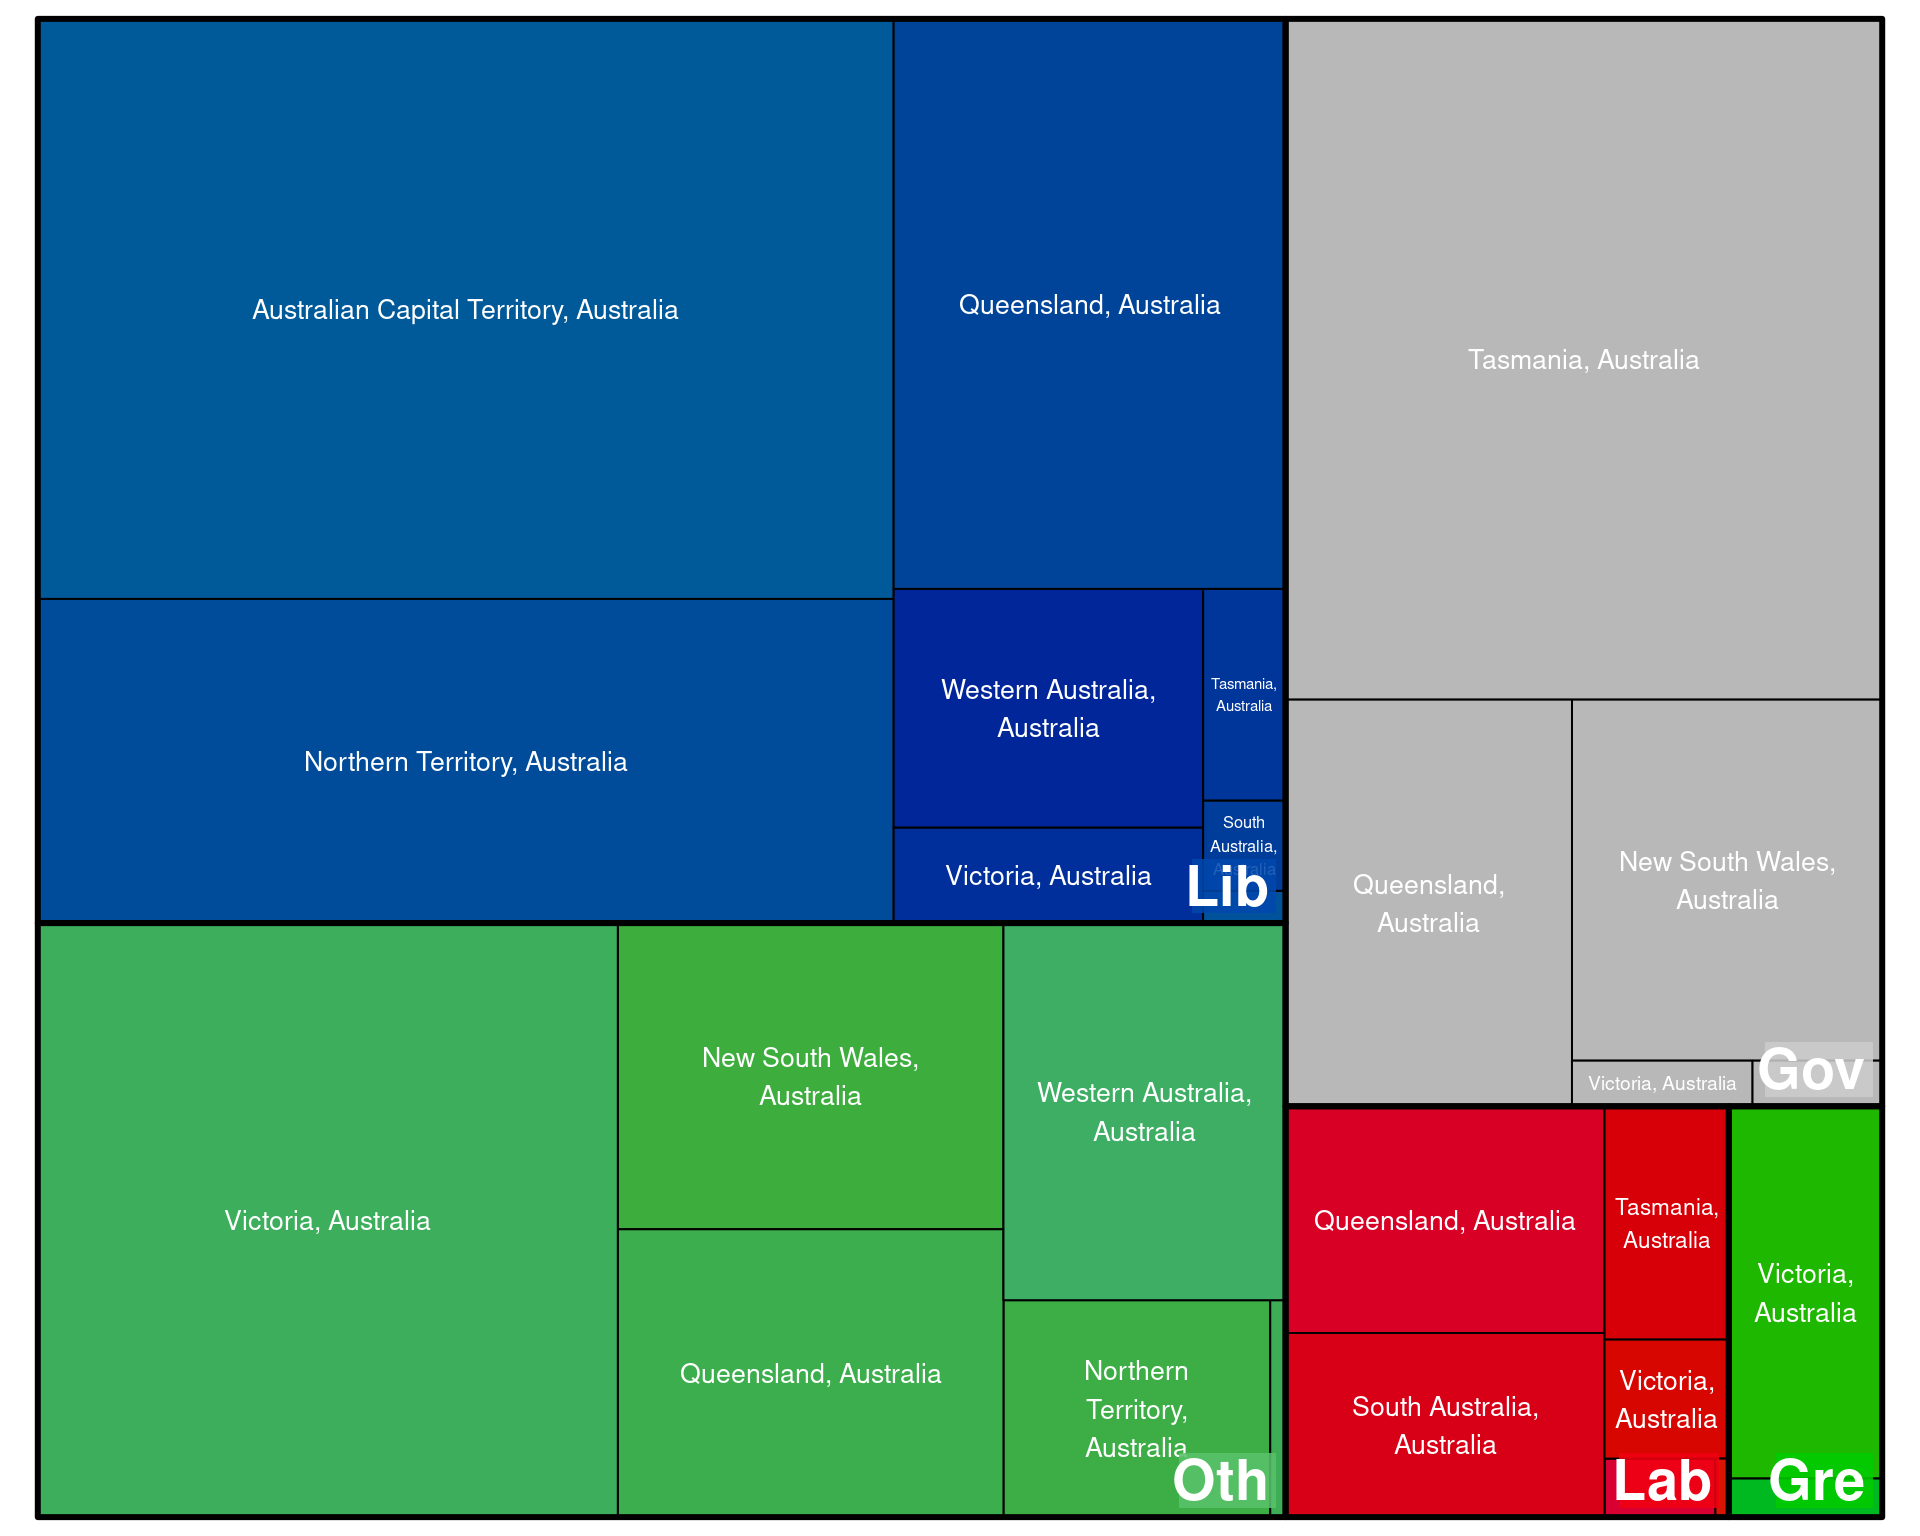 Australian Capital Territory, Australia
Northern Territory, Australia
Queensland, Australia
Western Australia,
Australia
Tasmania,
Australia
Victoria, Australia
South
Australia,
Australia
Lib
Tasmania, Australia
Queensland,
Australia
New South Wales,
Australia
Victoria, Australia
Gov
Victoria, Australia
New South Wales,
Australia
Queensland, Australia
Western Australia,
Australia
Northern
Territory,
Australia
Oth
Queensland, Australia
South Australia,
Australia
Tasmania,
Australia
Victoria,
Australia
Lab
Victoria,
Australia
Gre